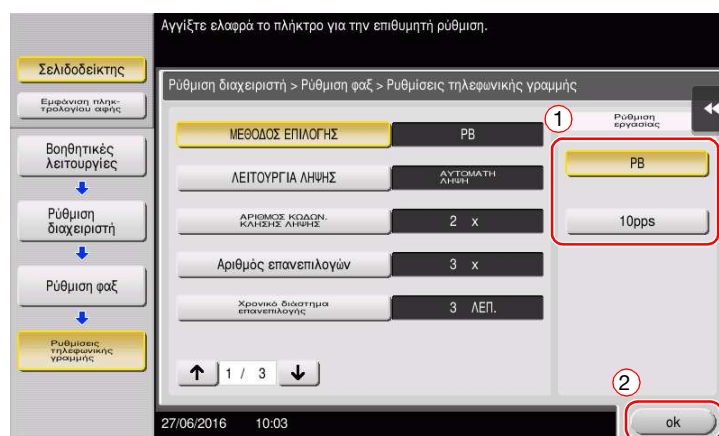 Αγγίξτε ελαφρά το πλήκτρο για την επιθυμητή ρύθμιση.
Σελιδοδείκτης
Εμφάνιση πληκ-
τρολογίου αφής
Βοηθητικές
λειτουργίες
Ρύθμιση
διαχειριστή
Ρύθμιση φαξ
Ρυθμίσεις
τηλεφωνικής
γραμμής
Ρύθμιση διαχειριστή > Ρύθμιση φαξ > Ρυθμίσεις τηλεφωνικής γραμμής
ΜΕΘΟΔΟΣ ΕΠΙΛΟΓΗΣ
PB
ΛΕΙΤΟΥΡΓΙΑ ΛΗΨΗΣ
ΑΥΤΟΜΑΤΗ
ΛΗΨΗ
ΑΡΙΘΜΟΣ ΚΩΔΩΝ.
ΚΛΗΣΗΣ ΛΗΨΗΣ
2 x
Αριθμός επανεπιλογών
3 x
Χρονικό διάστημα
επανεπιλογής
3 ΛΕΠ.
1 / 3
1
Ρύθμιση
εργασίας
PB
10pps
2
27/06/2016 10:03
ok